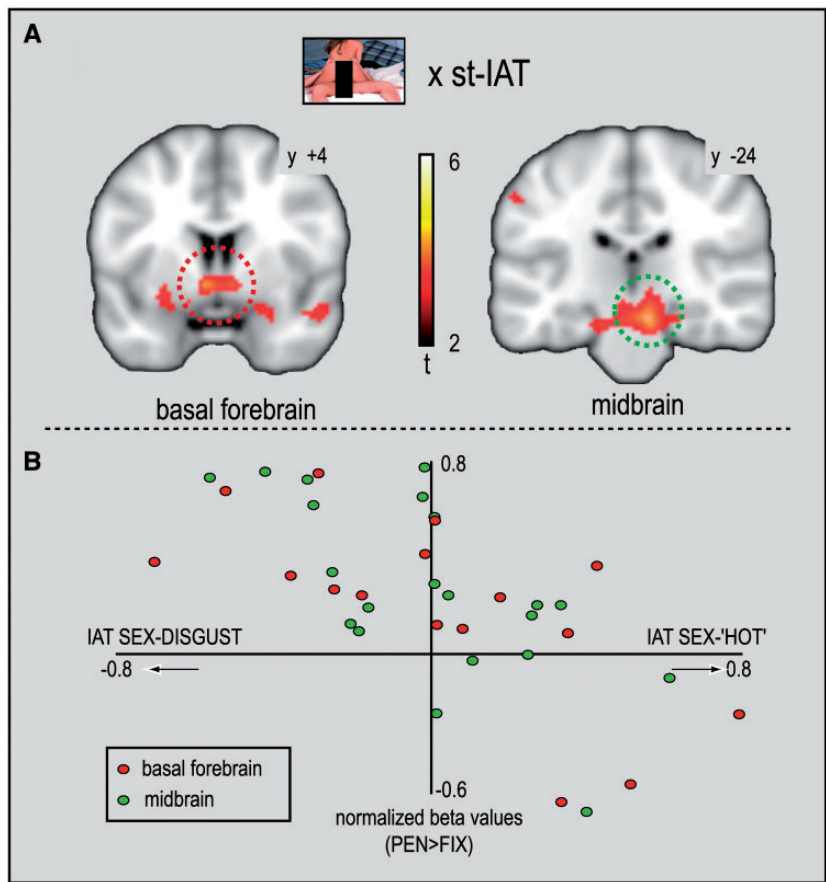 A
x st-IAT
y +4
y -24
6
2
t
basal forebrain
midbrain
B
0.8
IAT SEX-DISGUST
IAT SEX-'HOT'
-0.8
0.8
basal forebrain
midbrain
-0.6
normalized beta values
(PEN>FIX)